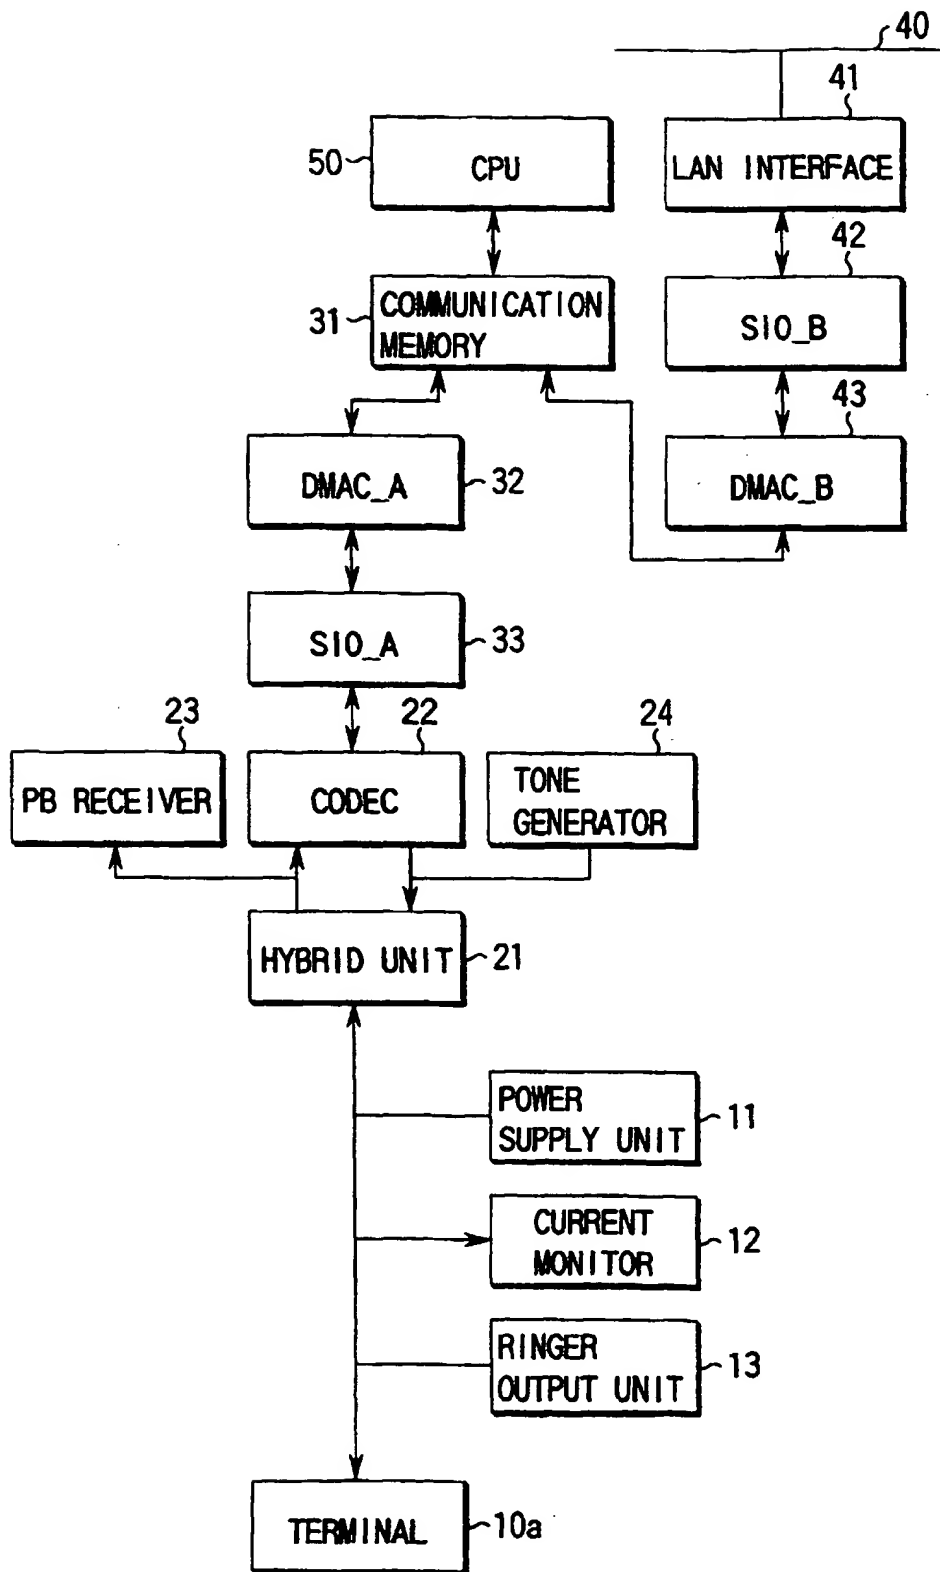 40
41
50
CPU
LAN INTERFACE
42
31
COMMUNICATION
MEMORY
SIO_B
43
DMAC_A
32
DMAC_B
SIO_A
33
23
22
24
PB RECEIVER
CODEC
TONE
GENERATOR
HYBRID UNIT
21
POWER
SUPPLY UNIT
11
CURRENT
MONITOR
12
RINGER
OUTPUT UNIT
13
TERMINAL
10a